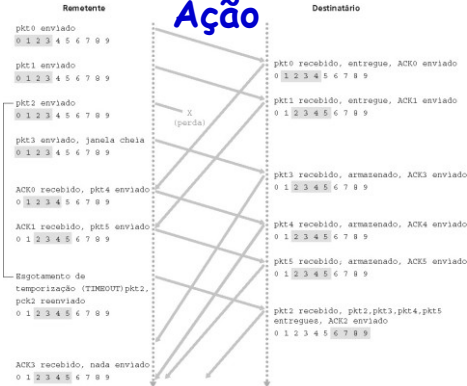 Remetente
Ação
Destinatário
pkt0 enviado
0 1 2 3 4 5 6 7 8 9
pkt0 recebido, entregue, ACK0 enviado
0 1 2 3 4 5 6 7 8 9
pkt1 enviado
0 1 2 3 4 5 6 7 8 9
pkt1 recebido, entregue, ACK1 enviado
0 1 2 3 4 5 6 7 8 9
pkt2 enviado
0 1 2 3 4 5 6 7 8 9
X
(perda)
pkt3 enviado, janela cheia
0 1 2 3 4 5 6 7 8 9
pkt3 recebido, armazenado, ACK3 enviado
0 1 2 3 4 5 6 7 8 9
ACK0 recebido, pkt4 enviado
0 1 2 3 4 5 6 7 8 9
pkt4 recebido, armazenado, ACK4 enviado
0 1 2 3 4 5 6 7 8 9
ACK1 recebido, pkt5 enviado
0 1 2 3 4 5 6 7 8 9
pkt5 recebido, armazenado, ACK5 enviado
0 1 2 3 4 5 6 7 8 9
Esgotamento de
temporização (TIMEOUT)pkt2,
pck2 reenviado
0 1 2 3 4 5 6 7 8 9
pkt2 recebido, pkt2,pkt3,pkt4,pkt5
entregues, ACK2 enviado
0 1 2 3 4 5 6 7 8 9
ACK3 recebido, nada enviado
0 1 2 3 4 5 6 7 8 9